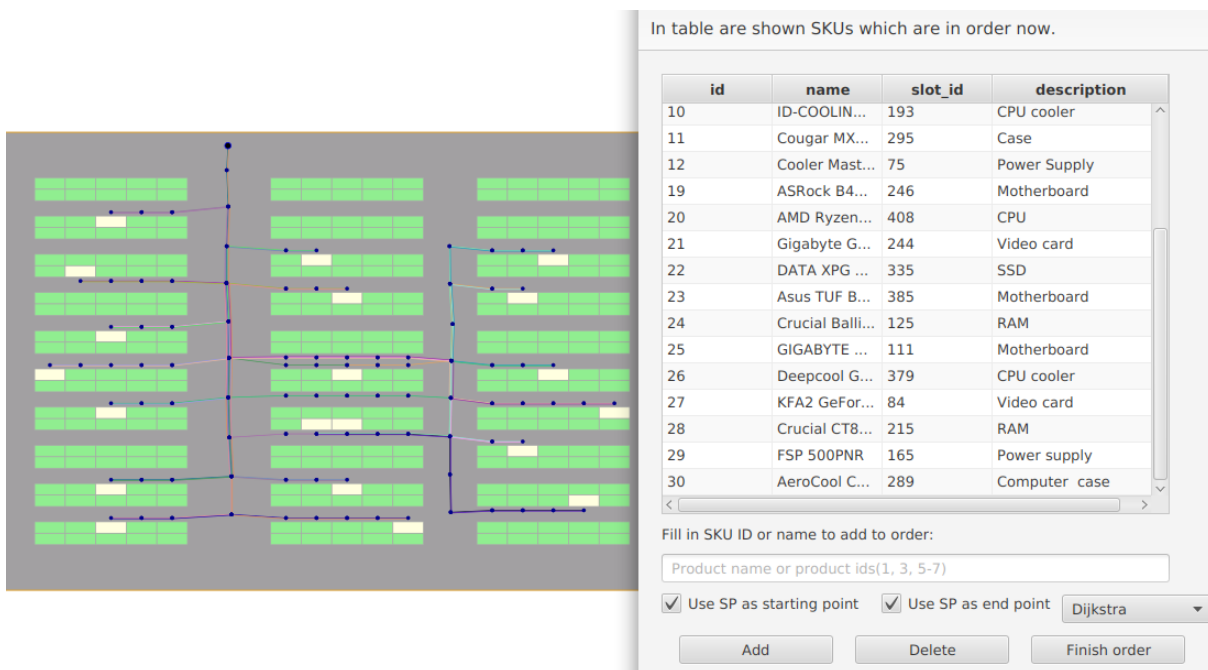 In table are shown SKUs which are in order now.
id name slot_id description
10 ID-COOLIN... 193 CPU cooler
11 Cougar MX... 295 Case
12 Cooler Mast... 75 Power Supply
19 ASRock B4... 246 Motherboard
20 AMD Ryzen... 408 CPU
21 Gigabyte G... 244 Video card
22 DATA XPG ... 335 SSD
23 Asus TUF B... 385 Motherboard
24 Crucial Balli... 125 RAM
25 GIGABYTE ... 111 Motherboard
26 Deepcool G... 379 CPU cooler
27 KFA2 GeFor... 84 Video card
28 Crucial CT8... 215 RAM
29 FSP 500PNR 165 Power supply
30 AeroCool C... 289 Computer case
Fill in SKU ID or name to add to order:
Product name or product ids(1, 3, 5-7)
Use SP as starting point Use SP as end point Dijkstra
Add Delete Finish order